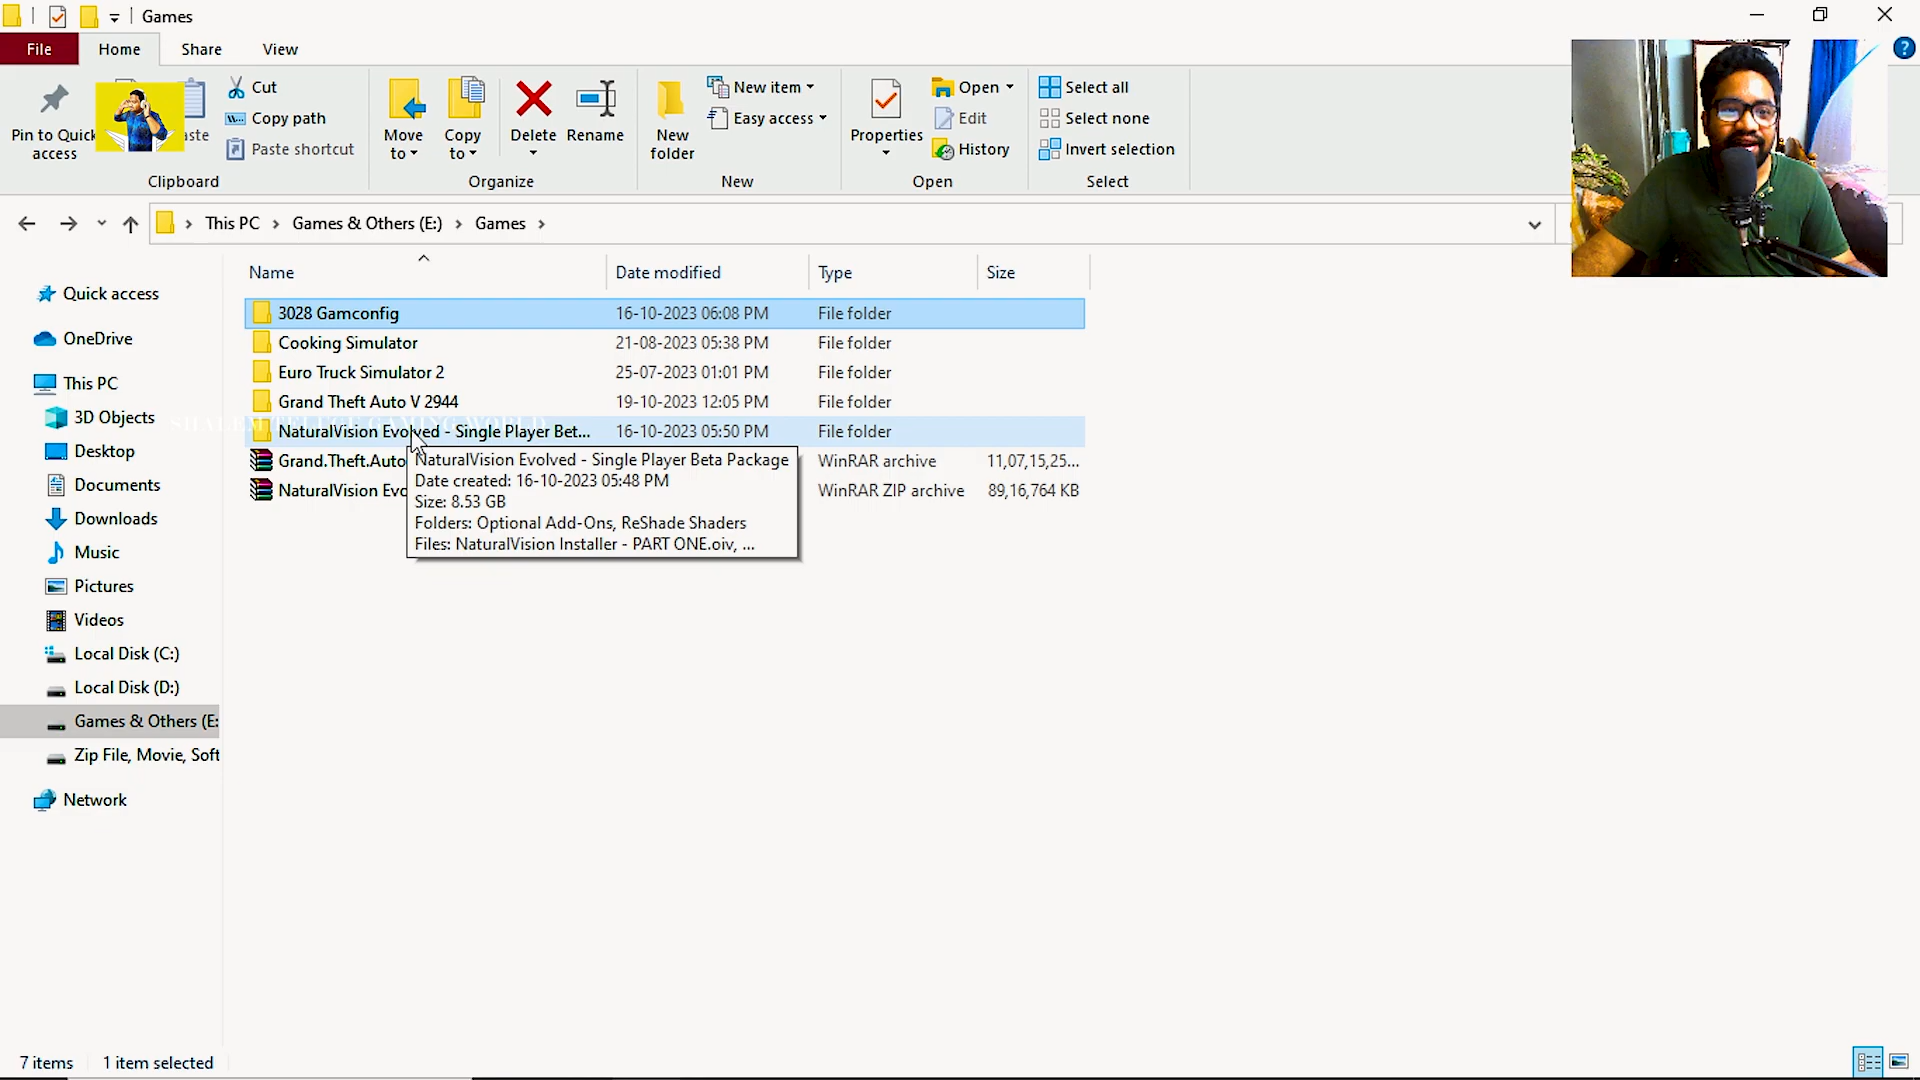 Games
File Home Share View
Pin to Quick access
Cut
Copy path
Paste shortcut
Clipboard
Move to
Copy to
Delete
Rename
Organize
New folder
New item
Easy access
New
Properties
Open
Edit
History
Open
Select all
Select none
Invert selection
Select
This PC > Games & Others (E:) > Games >
Name Date modified Type Size
3028 Gamconfig 16-10-2023 06:08 PM File folder
Cooking Simulator 21-08-2023 05:38 PM File folder
Euro Truck Simulator 2 25-07-2023 01:01 PM File folder
Grand Theft Auto V 2944 19-10-2023 12:05 PM File folder
NaturalVision Evolved - Single Player Bet... 16-10-2023 05:50 PM File folder
Grand.Theft.Auto WinRAR archive 11,07,15,25...
NaturalVision Evo WinRAR ZIP archive 89,16,764 KB
NaturalVision Evolved - Single Player Beta Package
Date created: 16-10-2023 05:48 PM
Size: 8.53 GB
Folders: Optional Add-Ons, ReShade Shaders
Files: NaturalVision Installer - PART ONE.oiv, ...
Quick access
OneDrive
This PC
3D Objects
Desktop
Documents
Downloads
Music
Pictures
Videos
Local Disk (C:)
Local Disk (D:)
Games & Others (E:
Zip File, Movie, Soft
Network
7 items 1 item selected